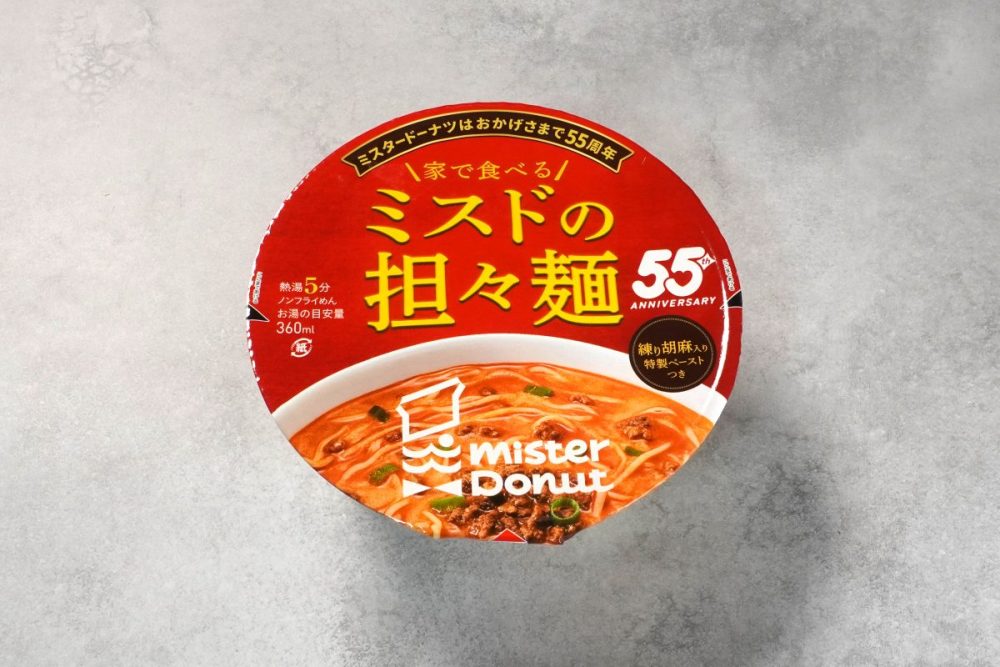 ミスタードーナツはおかげさまで55周年
\家で食べる/
ミスドの
担々麺
55th
ANNIVERSARY
熱湯5分
ノンフライめん
お湯の目安量
360ml
紙
練り胡麻入り
特製ペースト
つき
mister
Donut